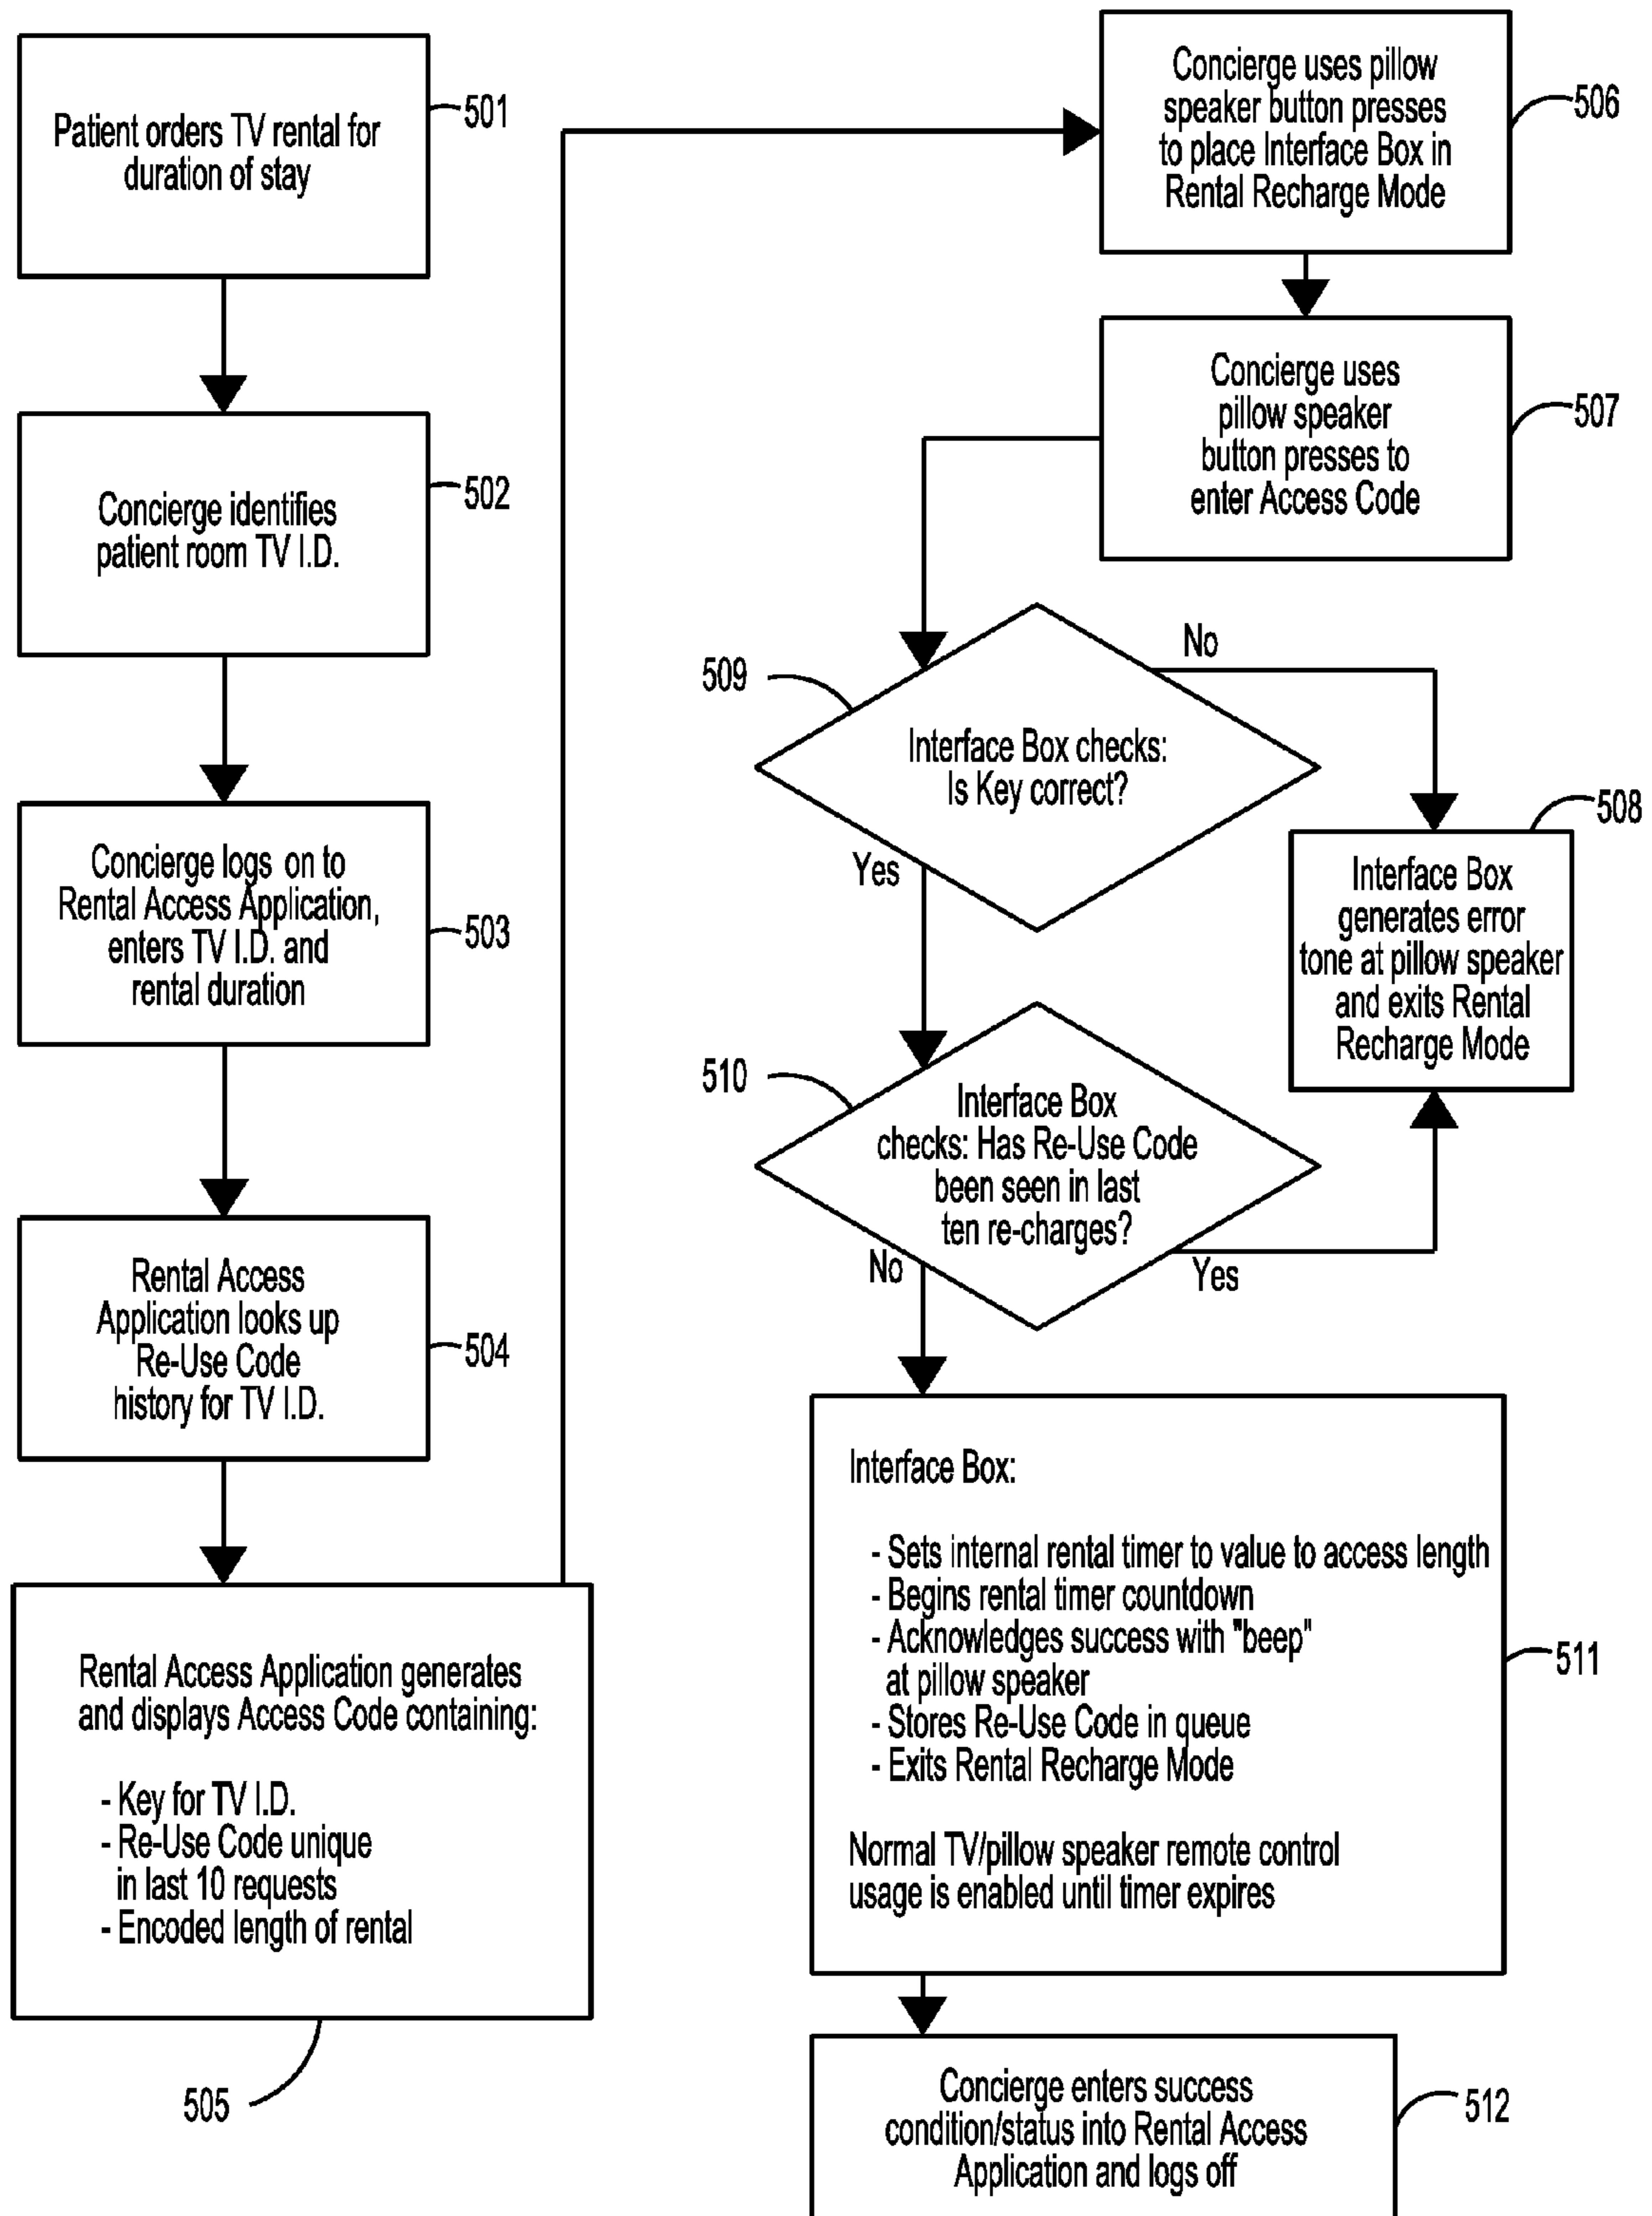 Patient orders TV rental for
duration of stay
501
Concierge identifies
patient room TV I.D.
502
Concierge logs on to
Rental Access Application,
enters TV I.D. and
rental duration
503
Rental Access
Application looks up
Re-Use Code
history for TV I.D.
504
Rental Access Application generates
and displays Access Code containing:
- Key for TV I.D.
- Re-Use Code unique
in last 10 requests
- Encoded length of rental
505
Concierge uses pillow
speaker button presses
to place Interface Box in
Rental Recharge Mode
506
Concierge uses
pillow speaker
button presses to
enter Access Code
507
509
Interface Box checks:
Is Key correct?
No
Yes
508
Interface Box
generates error
tone at pillow speaker
and exits Rental
Recharge Mode
510
Interface Box
checks: Has Re-Use Code
been seen in last
ten re-charges?
No
Yes
Interface Box:
- Sets internal rental timer to value to access length
- Begins rental timer countdown
- Acknowledges success with "beep"
at pillow speaker
- Stores Re-Use Code in queue
- Exits Rental Recharge Mode
Normal TV/pillow speaker remote control
usage is enabled until timer expires
511
Concierge enters success
condition/status into Rental Access
Application and logs off
512